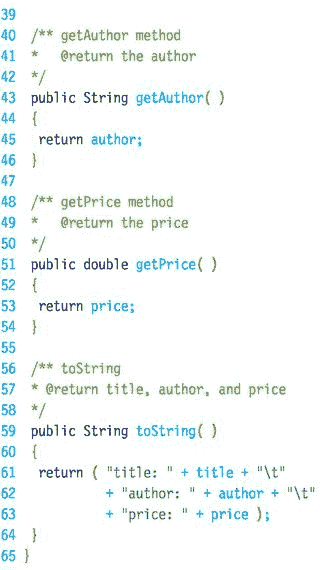 39
40 /** getAuthor method
41 *   @return the author
42 */
43 public String getAuthor( )
44 {
45  return author;
46 }
47
48 /** getPrice method
49 *   @return the price
50 */
51 public double getPrice( )
52 {
53  return price;
54 }
55
56 /** toString
57 * @return title, author, and price
58 */
59 public String toString( )
60 {
61  return ( "title: " + title + "\t"
62          + "author: " + author + "\t"
63          + "price: " + price );
64 }
65 }